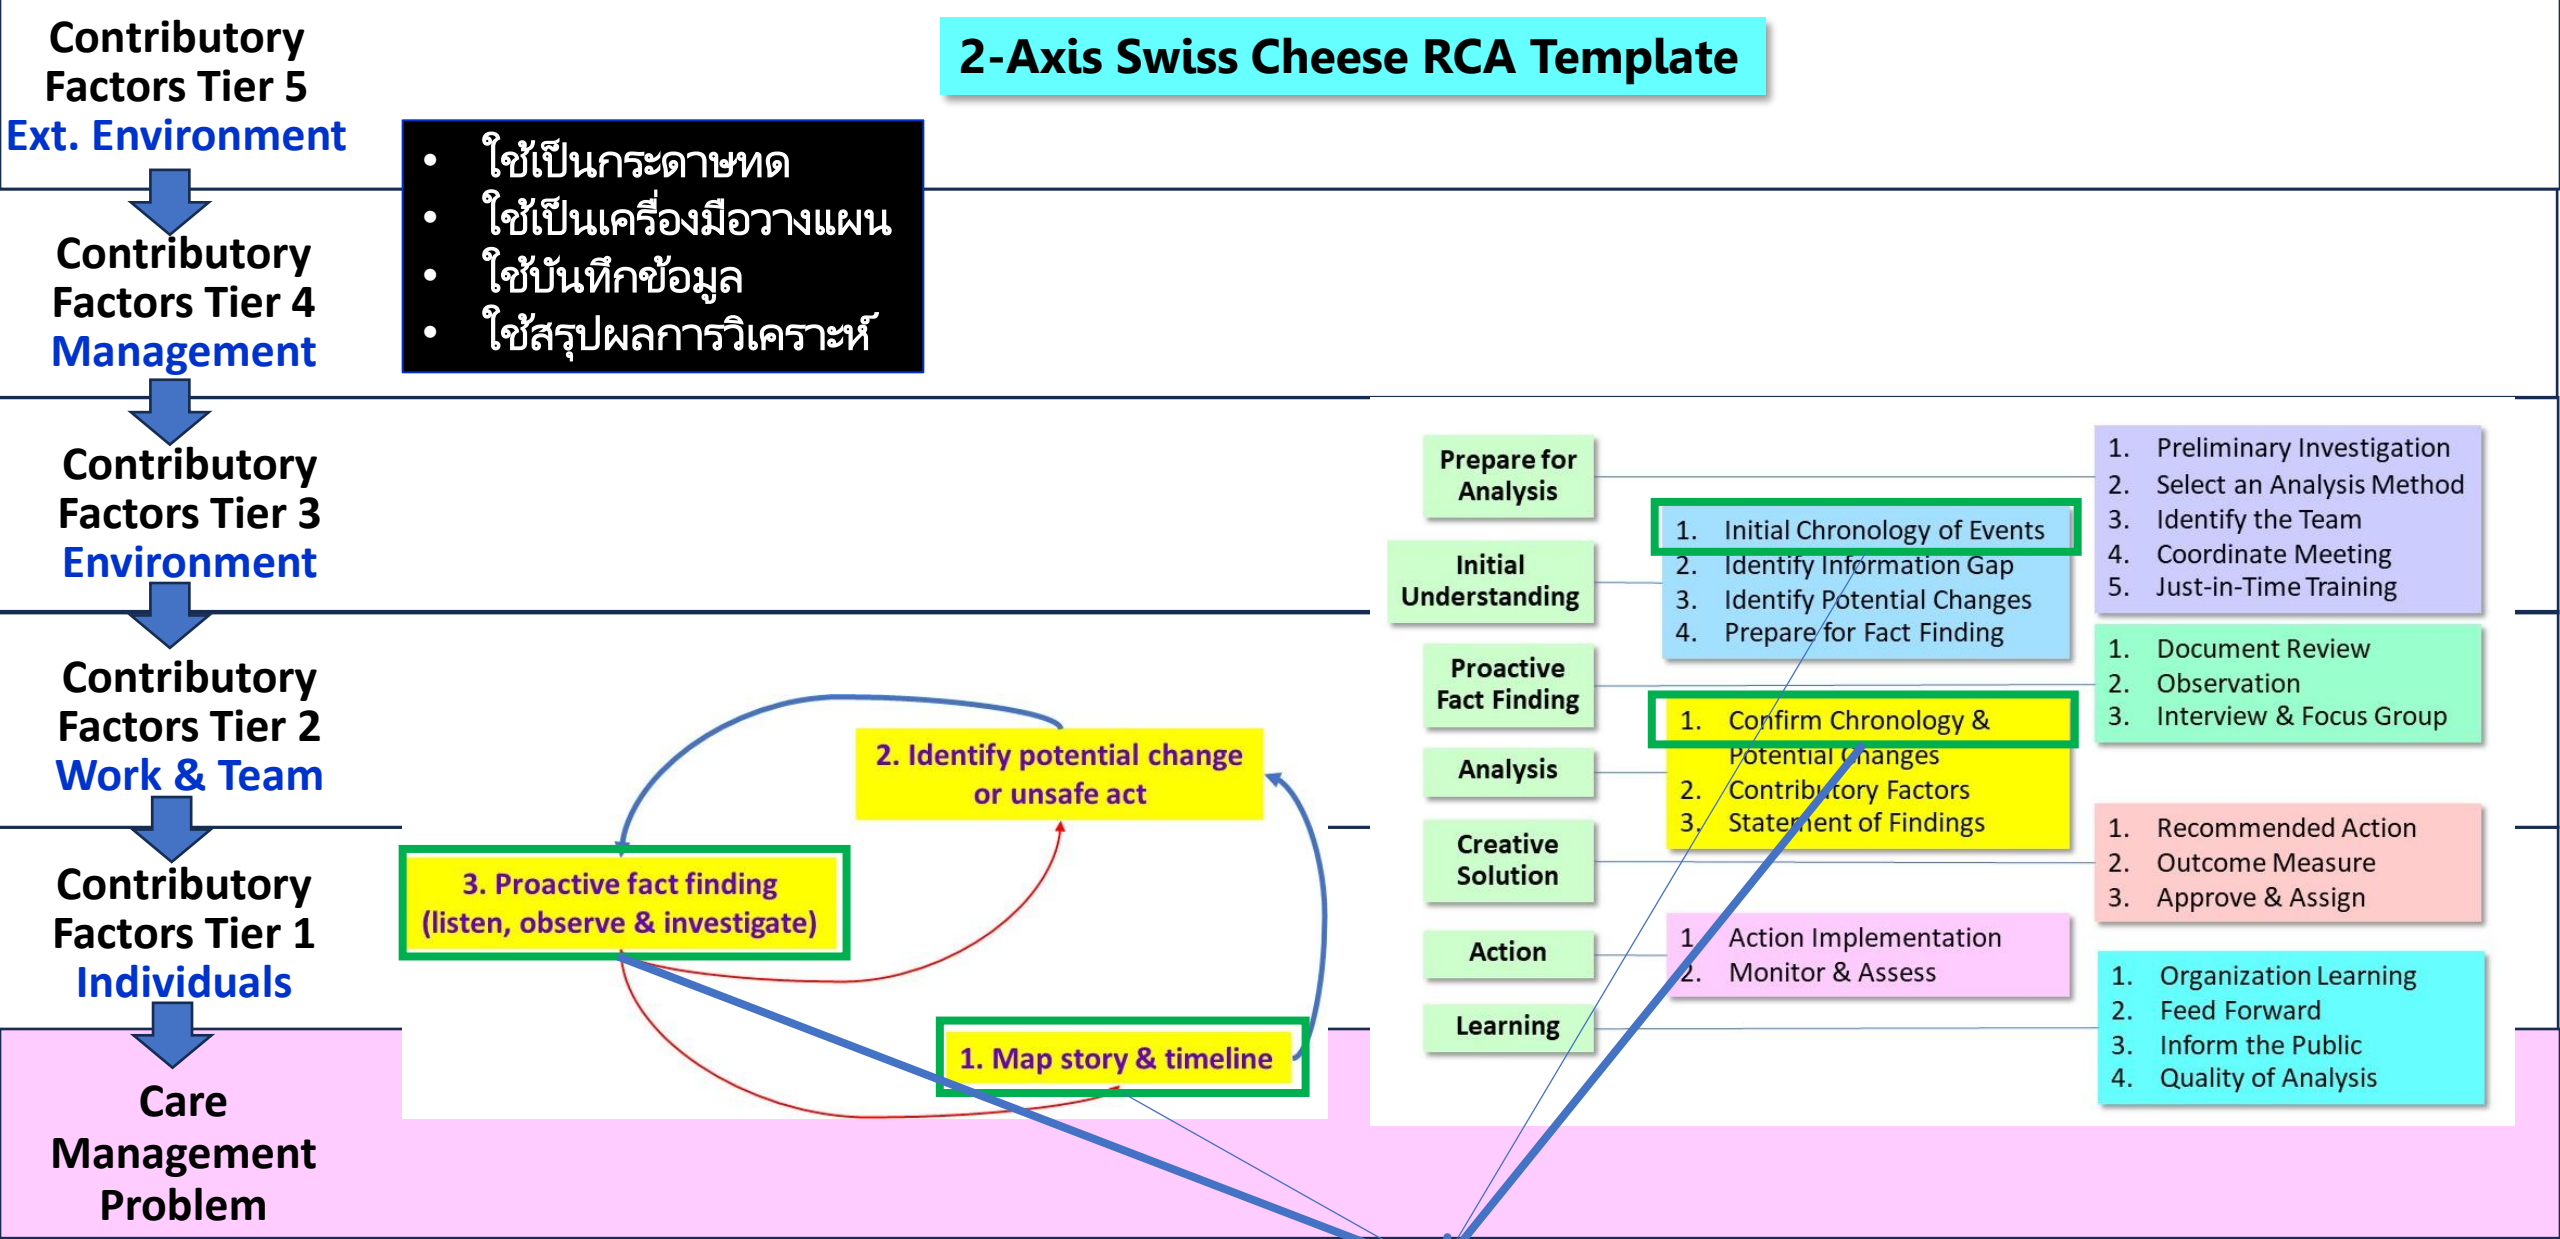 2-Axis Swiss Cheese RCA Template
Contributory
Factors Tier 5
Ext. Environment
Contributory
Factors Tier 4
Management
Contributory
Factors Tier 3
Environment
Contributory
Factors Tier 2
Work & Team
Contributory
Factors Tier 1
Individuals
Care
Management
Problem
• ใช้เป็นกระดาษทด
• ใช้เป็นเครื่องมือวางแผน
• ใช้บันทึกข้อมูล
• ใช้สรุปผลการวิเคราะห์
2. Identify potential change
or unsafe act
3. Proactive fact finding
(listen, observe & investigate)
1. Map story & timeline
Prepare for
Analysis
1. Preliminary Investigation
2. Select an Analysis Method
3. Identify the Team
4. Coordinate Meeting
5. Just-in-Time Training
Initial
Understanding
1. Initial Chronology of Events
2. Identify Information Gap
3. Identify Potential Changes
4. Prepare for Fact Finding
Proactive
Fact Finding
1. Document Review
2. Observation
3. Interview & Focus Group
Analysis
1. Confirm Chronology &
Potential Changes
2. Contributory Factors
3. Statement of Findings
Creative
Solution
1. Recommended Action
2. Outcome Measure
3. Approve & Assign
Action
1. Action Implementation
2. Monitor & Assess
Learning
1. Organization Learning
2. Feed Forward
3. Inform the Public
4. Quality of Analysis